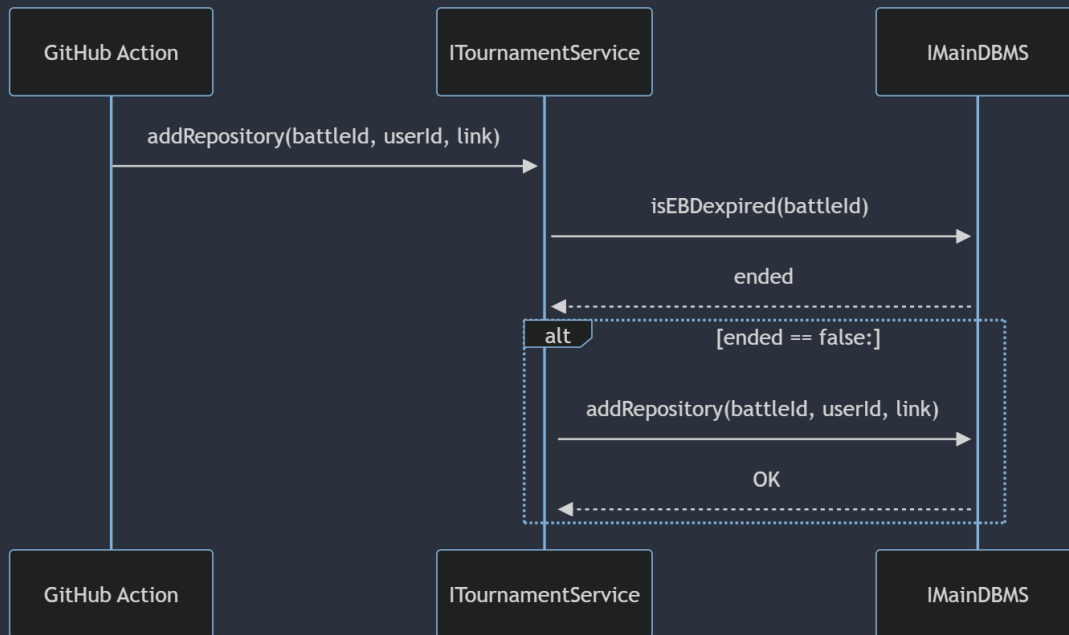 GitHub Action
ITournamentService
IMainDBMS
addRepository(battleId, userId, link)
isEBDexpired(battleId)
ended
alt
[ended == false:]
addRepository(battleId, userId, link)
OK
GitHub Action
ITournamentService
IMainDBMS